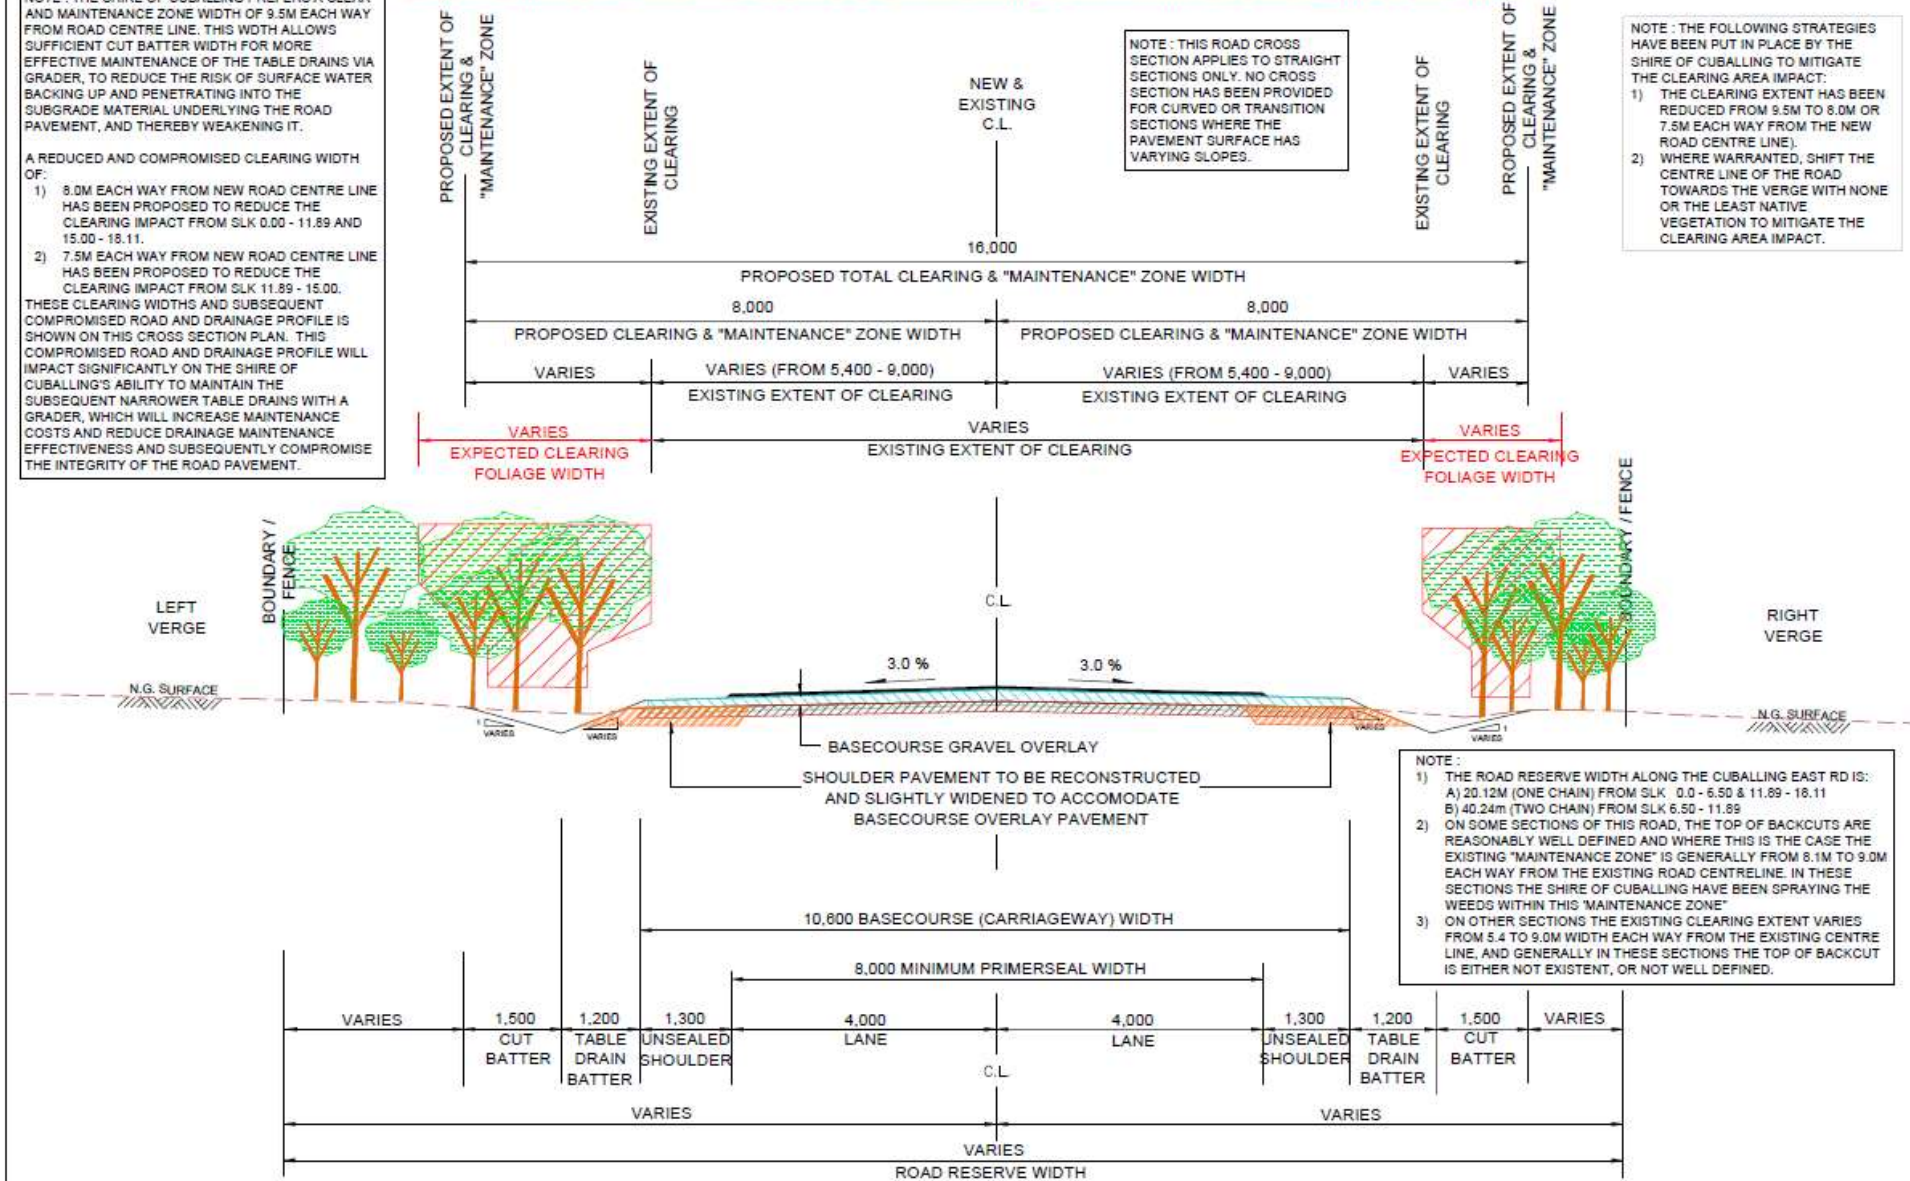 NOTE : THE SHIRE OF CUBALLING PREFERS A CLEAR
AND MAINTENANCE ZONE WIDTH OF 9.5M EACH WAY
FROM ROAD CENTRE LINE. THIS WDTH ALLOWS
SUFFICIENT CUT BATTER WIDTH FOR MORE
EFFECTIVE MAINTENANCE OF THE TABLE DRAINS VIA
GRADER, TO REDUCE THE RISK OF SURFACE WATER
BACKING UP AND PENETRATING INTO THE
SUBGRADE MATERIAL UNDERLYING THE ROAD
PAVEMENT, AND THEREBY WEAKENING IT.
A REDUCED AND COMPROMISED CLEARING WIDTH
OF:
1) 8.0M EACH WAY FROM NEW ROAD CENTRE LINE
HAS BEEN PROPOSED TO REDUCE THE
CLEARING IMPACT FROM SLK 0.00 - 11.89 AND
15.00 - 18.11.
2) 7.5M EACH WAY FROM NEW ROAD CENTRE LINE
HAS BEEN PROPOSED TO REDUCE THE
CLEARING IMPACT FROM SLK 11.89 - 15.00.
THESE CLEARING WIDTHS AND SUBSEQUENT
COMPROMISED ROAD AND DRAINAGE PROFILE IS
SHOWN ON THIS CROSS SECTION PLAN. THIS
COMPROMISED ROAD AND DRAINAGE PROFILE WILL
IMPACT SIGNIFICANTLY ON THE SHIRE OF
CUBALLING'S ABILITY TO MAINTAIN THE
SUBSEQUENT NARROWER TABLE DRAINS WITH A
GRADER, WHICH WILL INCREASE MAINTENANCE
COSTS AND REDUCE DRAINAGE MAINTENANCE
EFFECTIVENESS AND SUBSEQUENTLY COMPROMISE
THE INTEGRITY OF THE ROAD PAVEMENT.
PROPOSED EXTENT OF
CLEARING &
"MAINTENANCE" ZONE
EXISTING EXTENT OF
CLEARING
NEW &
EXISTING
C.L.
NOTE : THIS ROAD CROSS
SECTION APPLIES TO STRAIGHT
SECTIONS ONLY. NO CROSS
SECTION HAS BEEN PROVIDED
FOR CURVED OR TRANSITION
SECTIONS WHERE THE
PAVEMENT SURFACE HAS
VARYING SLOPES.
EXISTING EXTENT OF
CLEARING
PROPOSED EXTENT OF
CLEARING &
"MAINTENANCE" ZONE
NOTE : THE FOLLOWING STRATEGIES
HAVE BEEN PUT IN PLACE BY THE
SHIRE OF CUBALLING TO MITIGATE
THE CLEARING AREA IMPACT:
1) THE CLEARING EXTENT HAS BEEN
REDUCED FROM 9.5M TO 8.0M OR
7.5M EACH WAY FROM THE NEW
ROAD CENTRE LINE).
2) WHERE WARRANTED, SHIFT THE
CENTRE LINE OF THE ROAD
TOWARDS THE VERGE WITH NONE
OR THE LEAST NATIVE
VEGETATION TO MITIGATE THE
CLEARING AREA IMPACT.
16,000
PROPOSED TOTAL CLEARING & "MAINTENANCE" ZONE WIDTH
8,000 8,000
PROPOSED CLEARING & "MAINTENANCE" ZONE WIDTH PROPOSED CLEARING & "MAINTENANCE" ZONE WIDTH
VARIES VARIES (FROM 5,400 - 9,000) VARIES (FROM 5,400 - 9,000) VARIES
EXISTING EXTENT OF CLEARING EXISTING EXTENT OF CLEARING
VARIES VARIES VARIES
EXPECTED CLEARING EXISTING EXTENT OF CLEARING EXPECTED CLEARING
FOLIAGE WIDTH FOLIAGE WIDTH
LEFT
VERGE
BOUNDARY /
FENCE
C.L.
BOUNDARY / FENCE
RIGHT
VERGE
3.0 % 3.0 %
N.G. SURFACE N.G. SURFACE
1 VARIES VARIES VARIES VARIES 1
BASECOURSE GRAVEL OVERLAY
SHOULDER PAVEMENT TO BE RECONSTRUCTED
AND SLIGHTLY WIDENED TO ACCOMODATE
BASECOURSE OVERLAY PAVEMENT
NOTE :
1) THE ROAD RESERVE WIDTH ALONG THE CUBALLING EAST RD IS:
A) 20.12M (ONE CHAIN) FROM SLK 0.0 - 6.50 & 11.89 - 18.11
B) 40.24m (TWO CHAIN) FROM SLK 6.50 - 11.89
2) ON SOME SECTIONS OF THIS ROAD, THE TOP OF BACKCUTS ARE
REASONABLY WELL DEFINED AND WHERE THIS IS THE CASE THE
EXISTING "MAINTENANCE ZONE" IS GENERALLY FROM 8.1M TO 9.0M
EACH WAY FROM THE EXISTING ROAD CENTRELINE. IN THESE
SECTIONS THE SHIRE OF CUBALLING HAVE BEEN SPRAYING THE
WEEDS WITHIN THIS "MAINTENANCE ZONE"
3) ON OTHER SECTIONS THE EXISTING CLEARING EXTENT VARIES
FROM 5.4 TO 9.0M WIDTH EACH WAY FROM THE EXISTING CENTRE
LINE, AND GENERALLY IN THESE SECTIONS THE TOP OF BACKCUT
IS EITHER NOT EXISTENT, OR NOT WELL DEFINED.
10,600 BASECOURSE (CARRIAGEWAY) WIDTH
8,000 MINIMUM PRIMERSEAL WIDTH
VARIES 1,500 1,200 1,300 4,000 4,000 1,300 1,200 1,500 VARIES
CUT TABLE UNSEALED LANE LANE UNSEALED TABLE CUT
BATTER DRAIN SHOULDER SHOULDER DRAIN BATTER
BATTER C.L. BATTER
VARIES VARIES
VARIES
ROAD RESERVE WIDTH